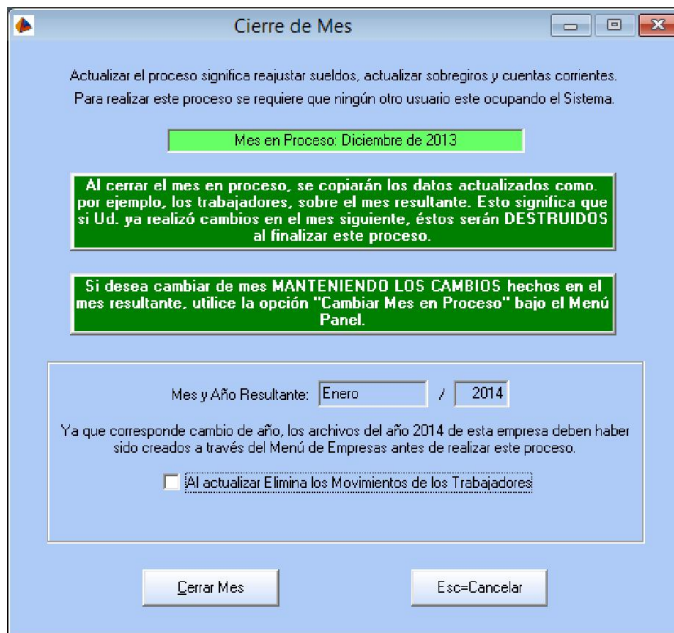 Cierre de Mes
Actualizar el proceso significa reajustar sueldos, actualizar sobregiros y cuentas corrientes.
Para realizar este proceso se requiere que ningún otro usuario este ocupando el Sistema.
Mes en Proceso: Diciembre de 2013
Al cerrar el mes en proceso, se copiarán los datos actualizados como.
por ejemplo, los trabajadores, sobre el mes resultante. Esto significa que
si Ud. ya realizó cambios en el mes siguiente, éstos serán DESTRUIDOS
al finalizar este proceso.
Si desea cambiar de mes MANTENIENDO LOS CAMBIOS hechos en el
mes resultante, utilice la opción "Cambiar Mes en Proceso" bajo el Menú
Panel.
Mes y Año Resultante: Enero / 2014
Ya que corresponde cambio de año, los archivos del año 2014 de esta empresa deben haber
sido creados a través del Menú de Empresas antes de realizar este proceso.
Al actualizar Elimina los Movimientos de los Trabajadores
Cerrar Mes Esc=Cancelar